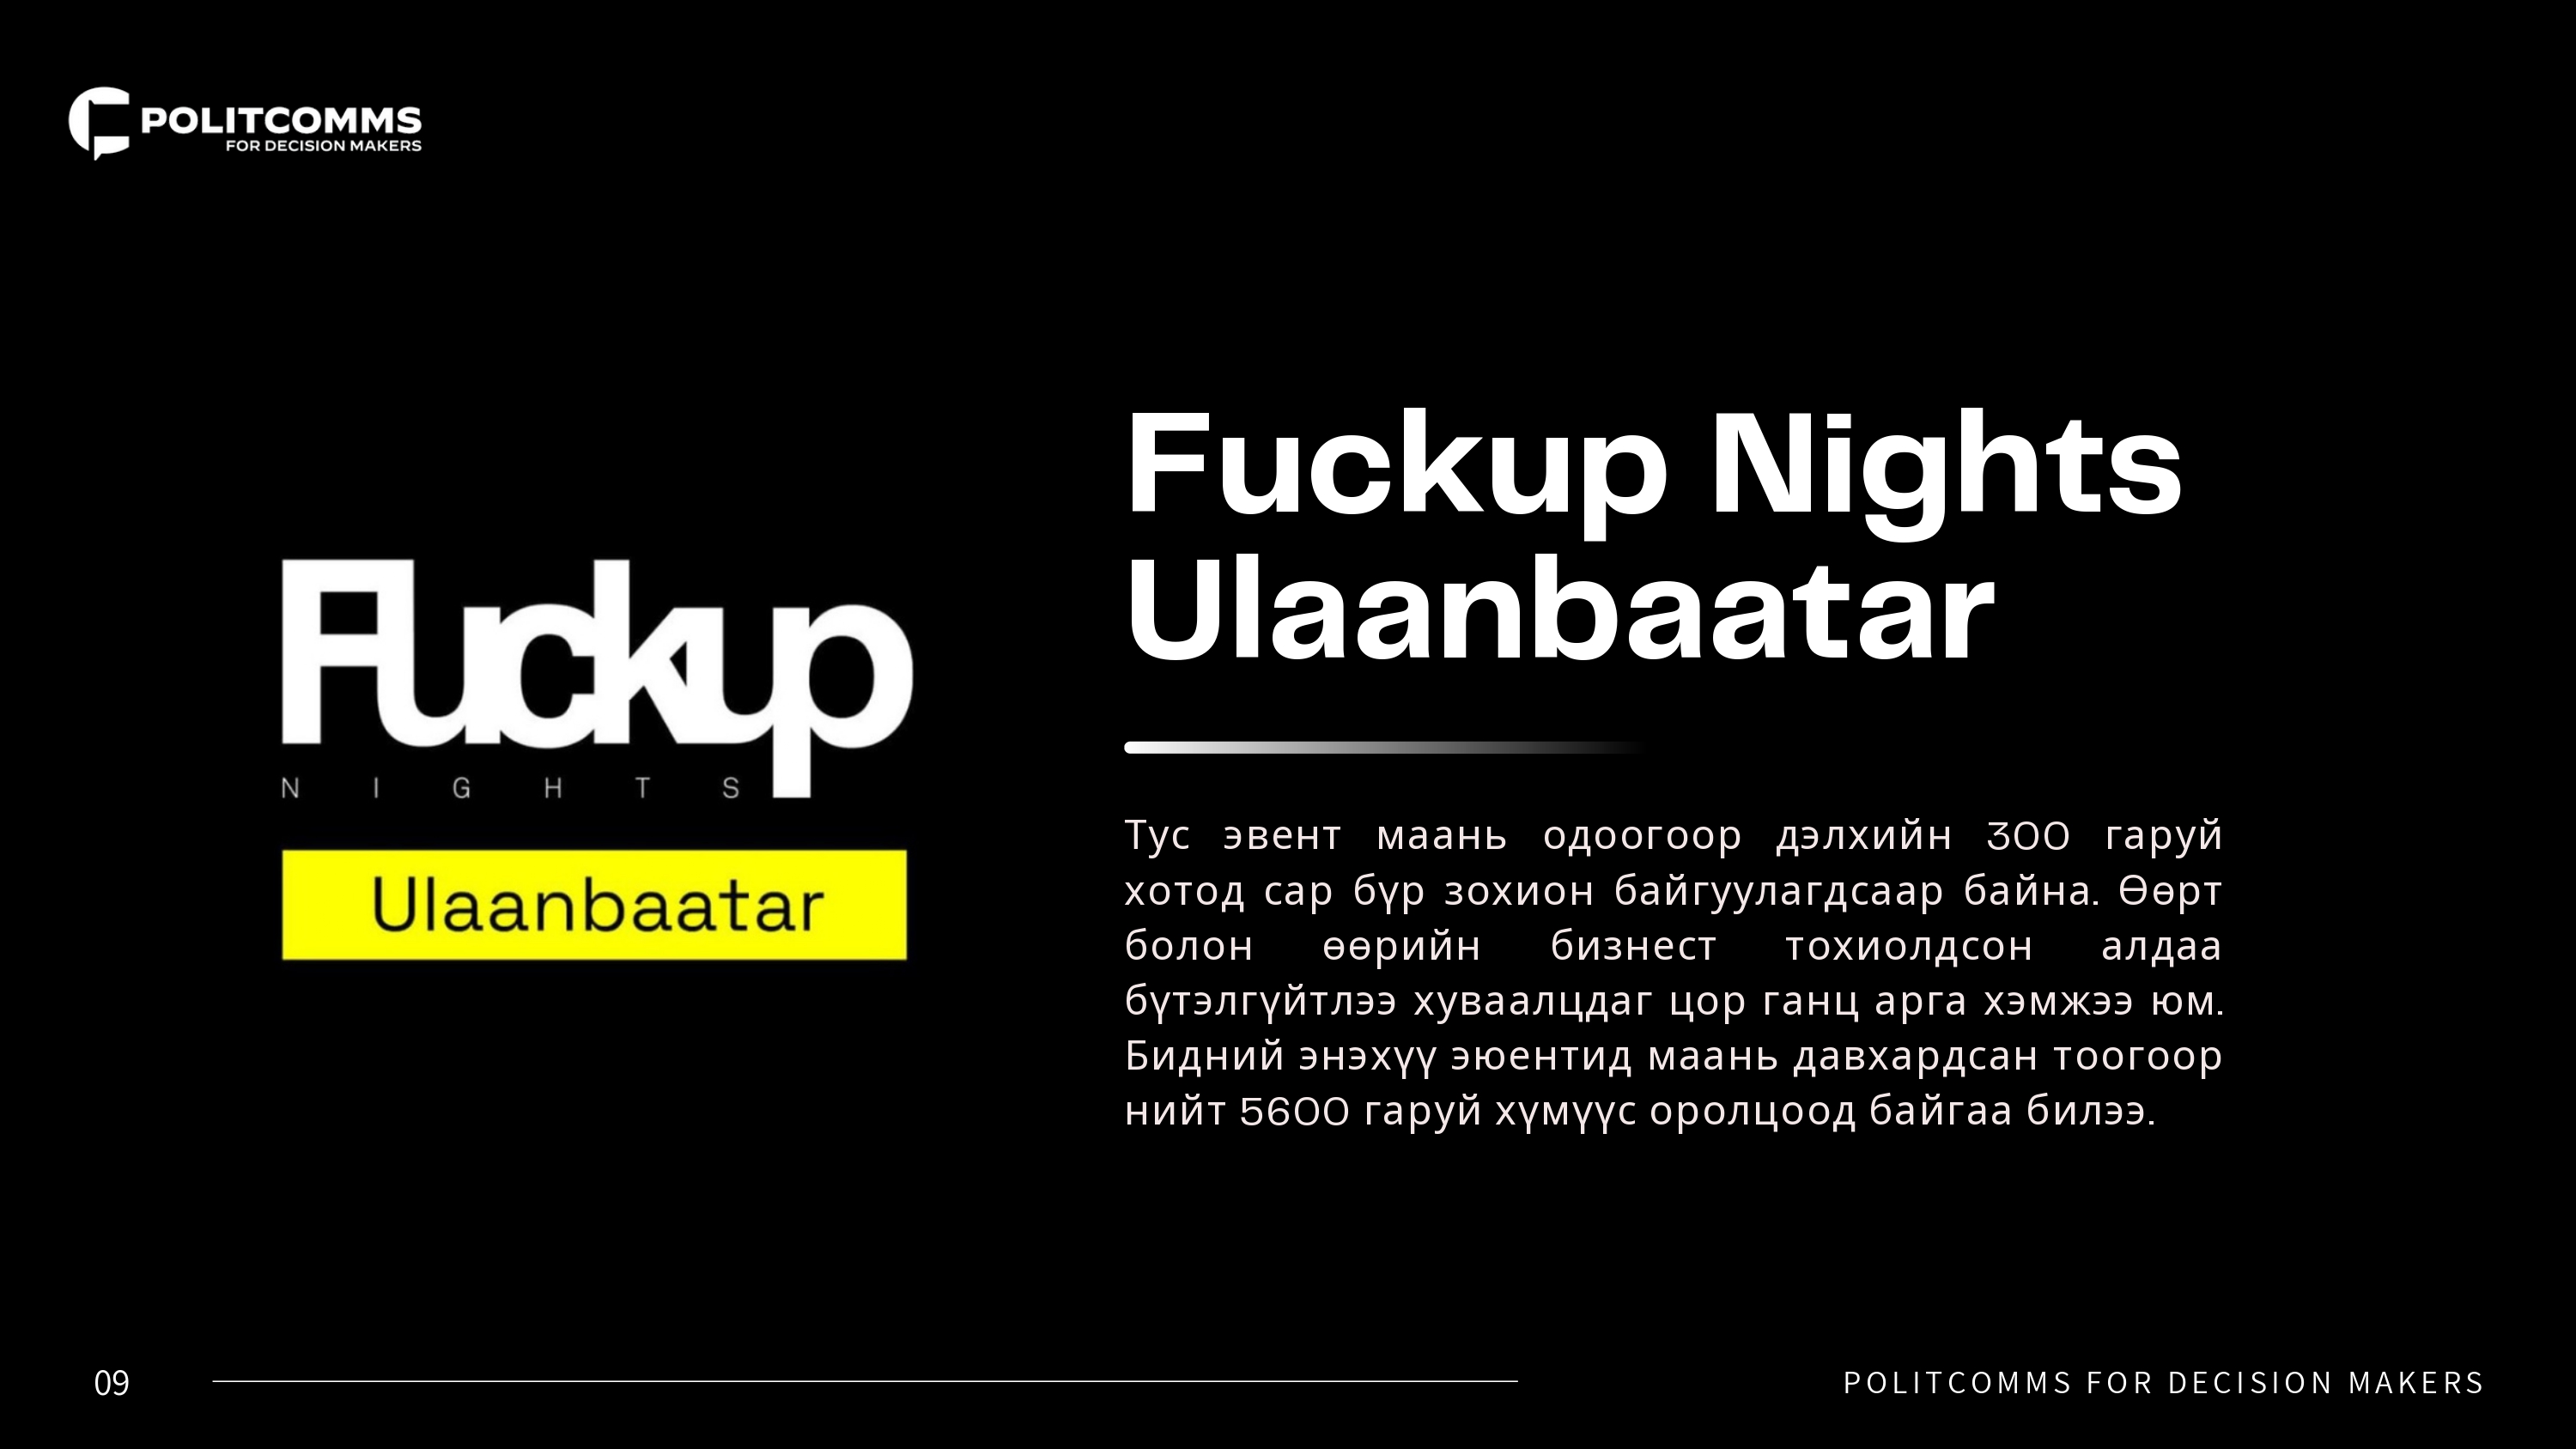 POLITCOMMS
FOR DECISION MAKERS
Fuckup
NIGHTS
Ulaanbaatar
Fuckup Nights
Ulaanbaatar
Тус эвент маань одоогоор дэлхийн 300 гаруй
хотод сар бүр зохион байгуулагдсаар байна. Өөрт
болон өөрийн бизнест тохиолдсон алдаа
бүтэлгүйтлээ хуваалцдаг цор ганц арга хэмжээ юм.
Бидний энэхүү эюентид маань давхардсан тоогоор
нийт 5600 гаруй хүмүүс оролцоод байгаа билээ.
09
POLITCOMMS FOR DECISION MAKERS